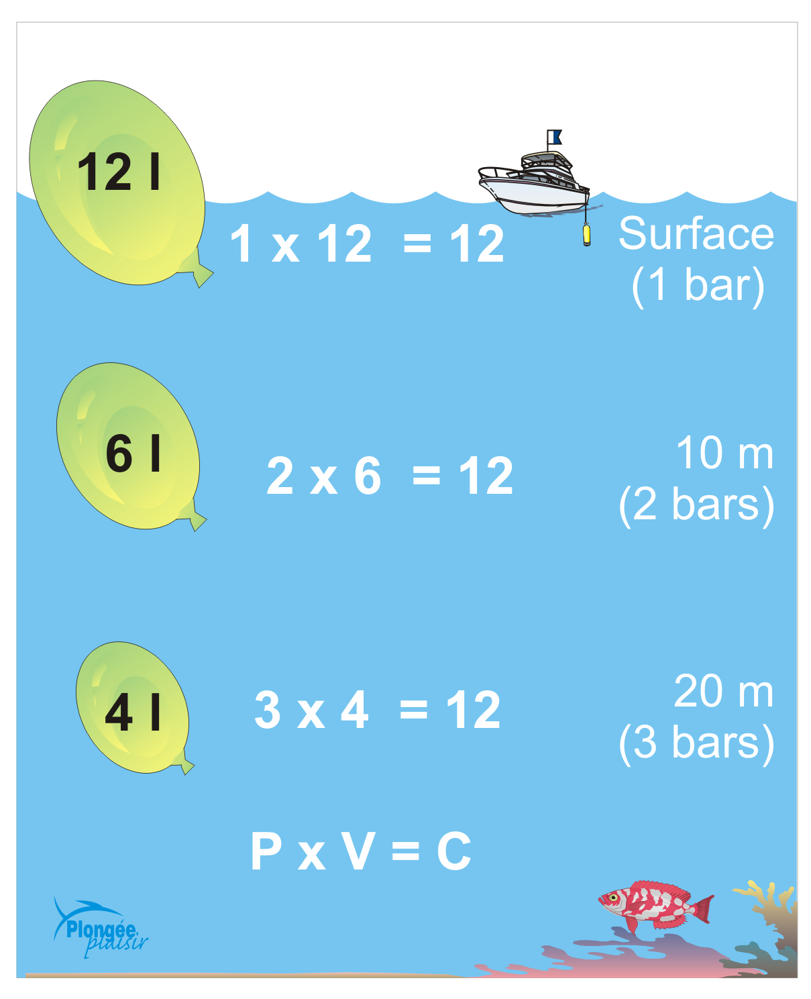 12 l
1 x 12 = 12
Surface
(1 bar)
6 l
2 x 6 = 12
10 m
(2 bars)
4 l
3 x 4 = 12
20 m
(3 bars)
P x V = C
Plongée
plaisir